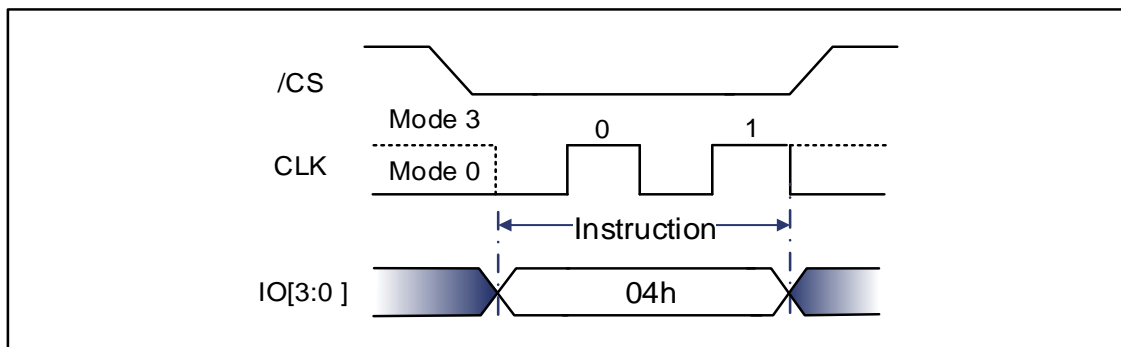 /CS
Mode 3
0 1
CLK
Mode 0
Instruction
IO[3:0 ]
04h